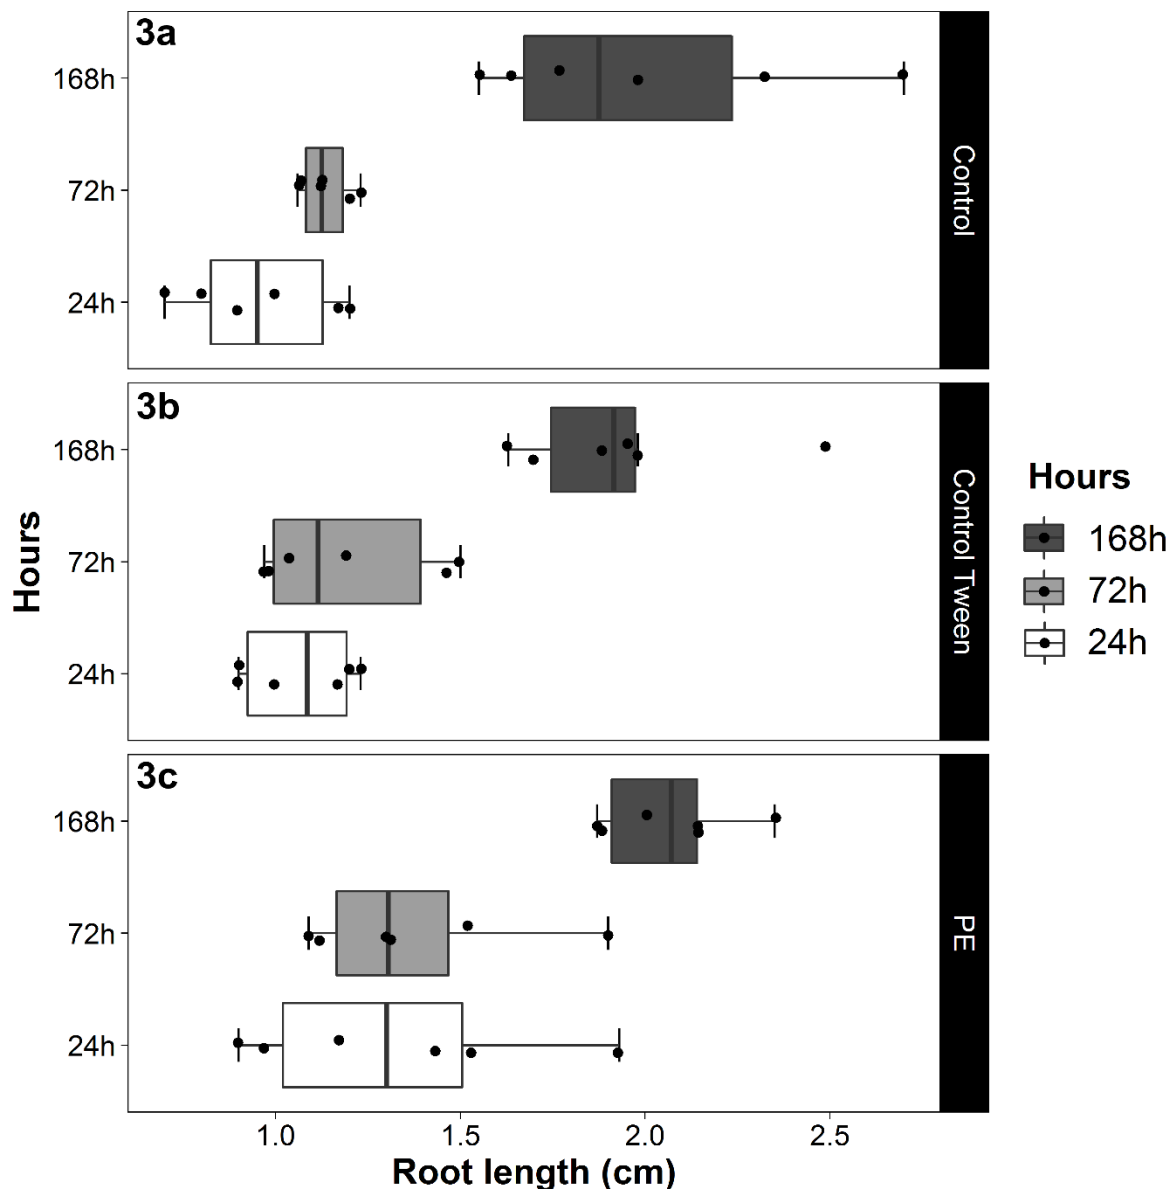 3a
168h
72h
24h
Control
3b
168h
72h
24h
Control Tween
3c
168h
72h
24h
PE
Hours
1.0 1.5 2.0 2.5
Root length (cm)
Hours
168h
72h
24h